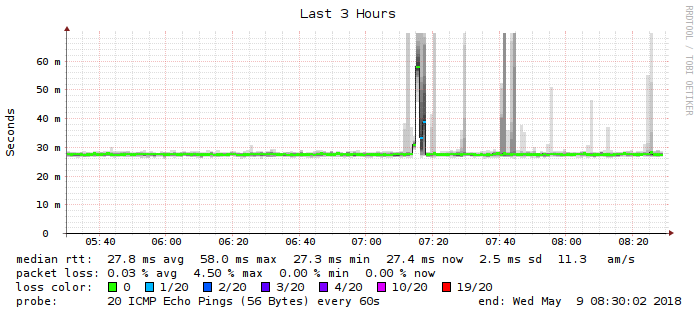 Last 3 Hours
RRDTOOL / TOBI OETIKER
Seconds
60 m
50 m
40 m
30 m
20 m
10 m
0
05:40 06:00 06:20 06:40 07:00 07:20 07:40 08:00 08:20
median rtt: 27.8 ms avg 58.0 ms max 27.3 ms min 27.4 ms now 2.5 ms sd 11.3 am/s
packet loss: 0.03 % avg 4.50 % max 0.00 % min 0.00 % now
loss color: 0 1/20 2/20 3/20 4/20 10/20 19/20
probe: 20 ICMP Echo Pings (56 Bytes) every 60s end: Wed May 9 08:30:02 2018